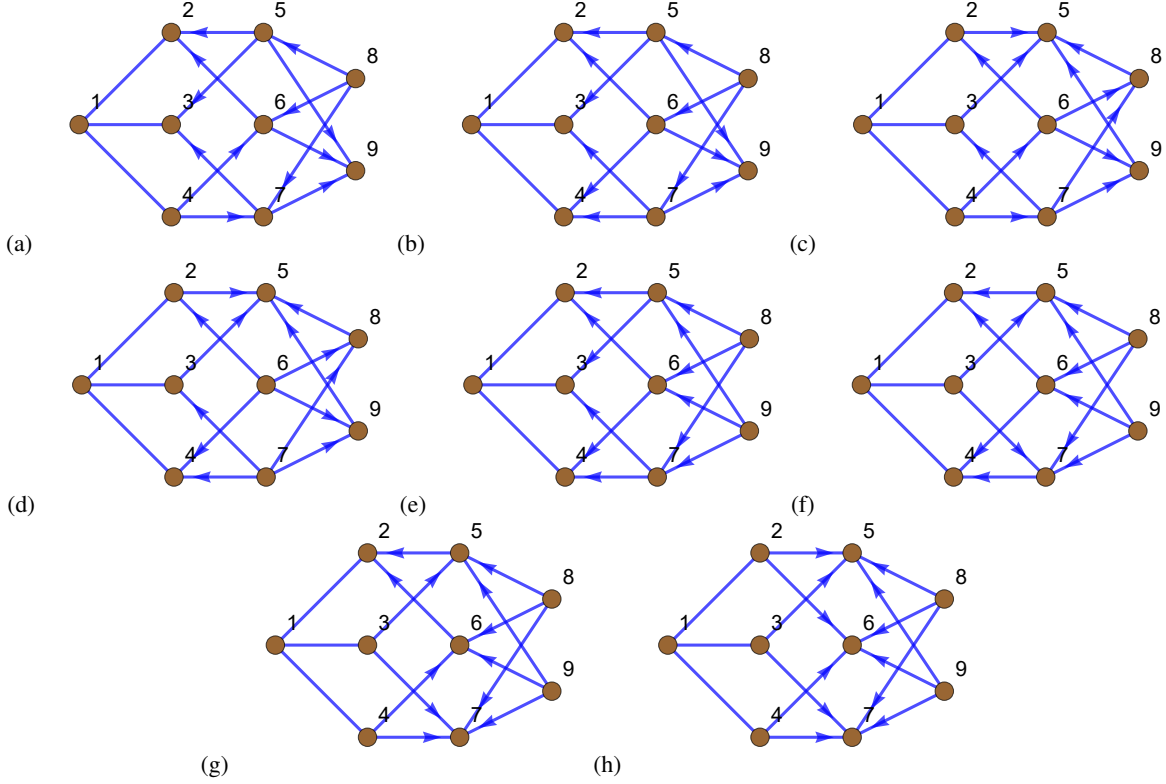 2 5 2 5 2 5
8 8 8
1 3 6 1 3 6 1 3 6
9 9 9
4 7 4 7 4 7
(a) (b) (c)
2 5 2 5 2 5
8 8 8
1 3 6 1 3 6 1 3 6
9 9 9
4 7 4 7 4 7
(d) (e) (f)
2 5 2 5
8 8
1 3 6 1 3 6
9 9
4 7 4 7
(g) (h)